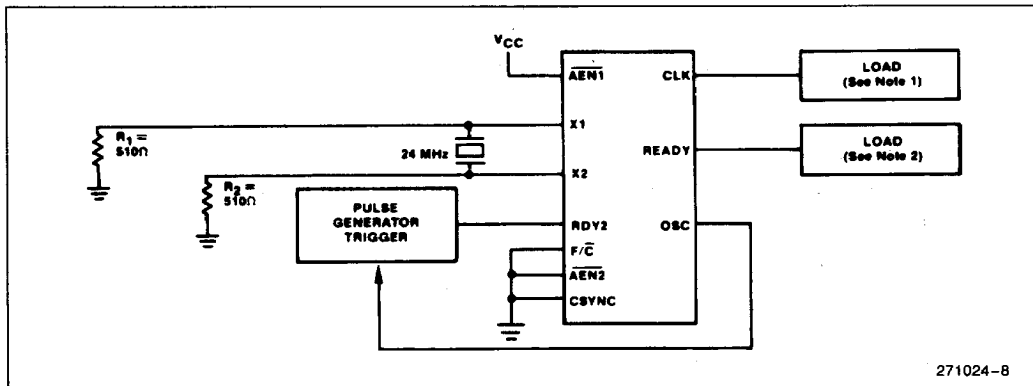 VCC
AEN1
CLK
LOAD
(See Note 1)
X1
R1 =
510Ω
24 MHz
READY
LOAD
(See Note 2)
X2
R2 =
510Ω
PULSE
GENERATOR
TRIGGER
RDY2
OSC
F/C̅
A̅E̅N̅2̅
CSYNC
271024-8